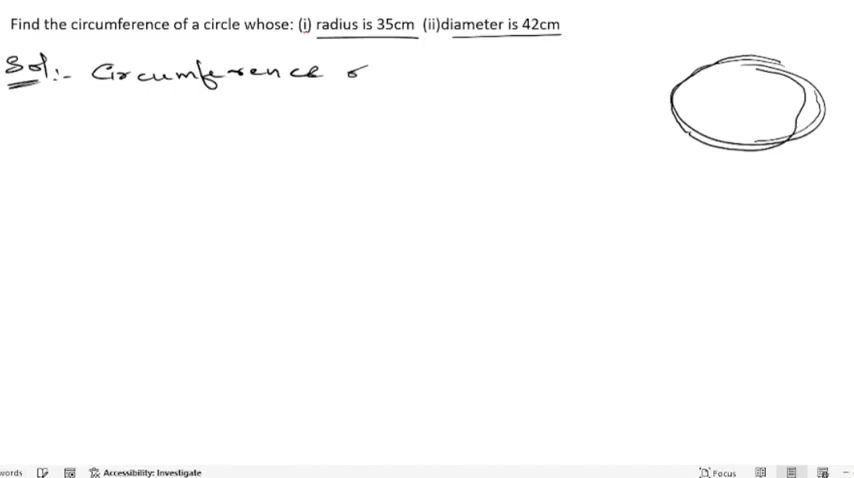 Find the circumference of a circle whose: (i) radius is 35cm (ii)diameter is 42cm
Sol:- Circumference o
words Accessibility: Investigate Focus